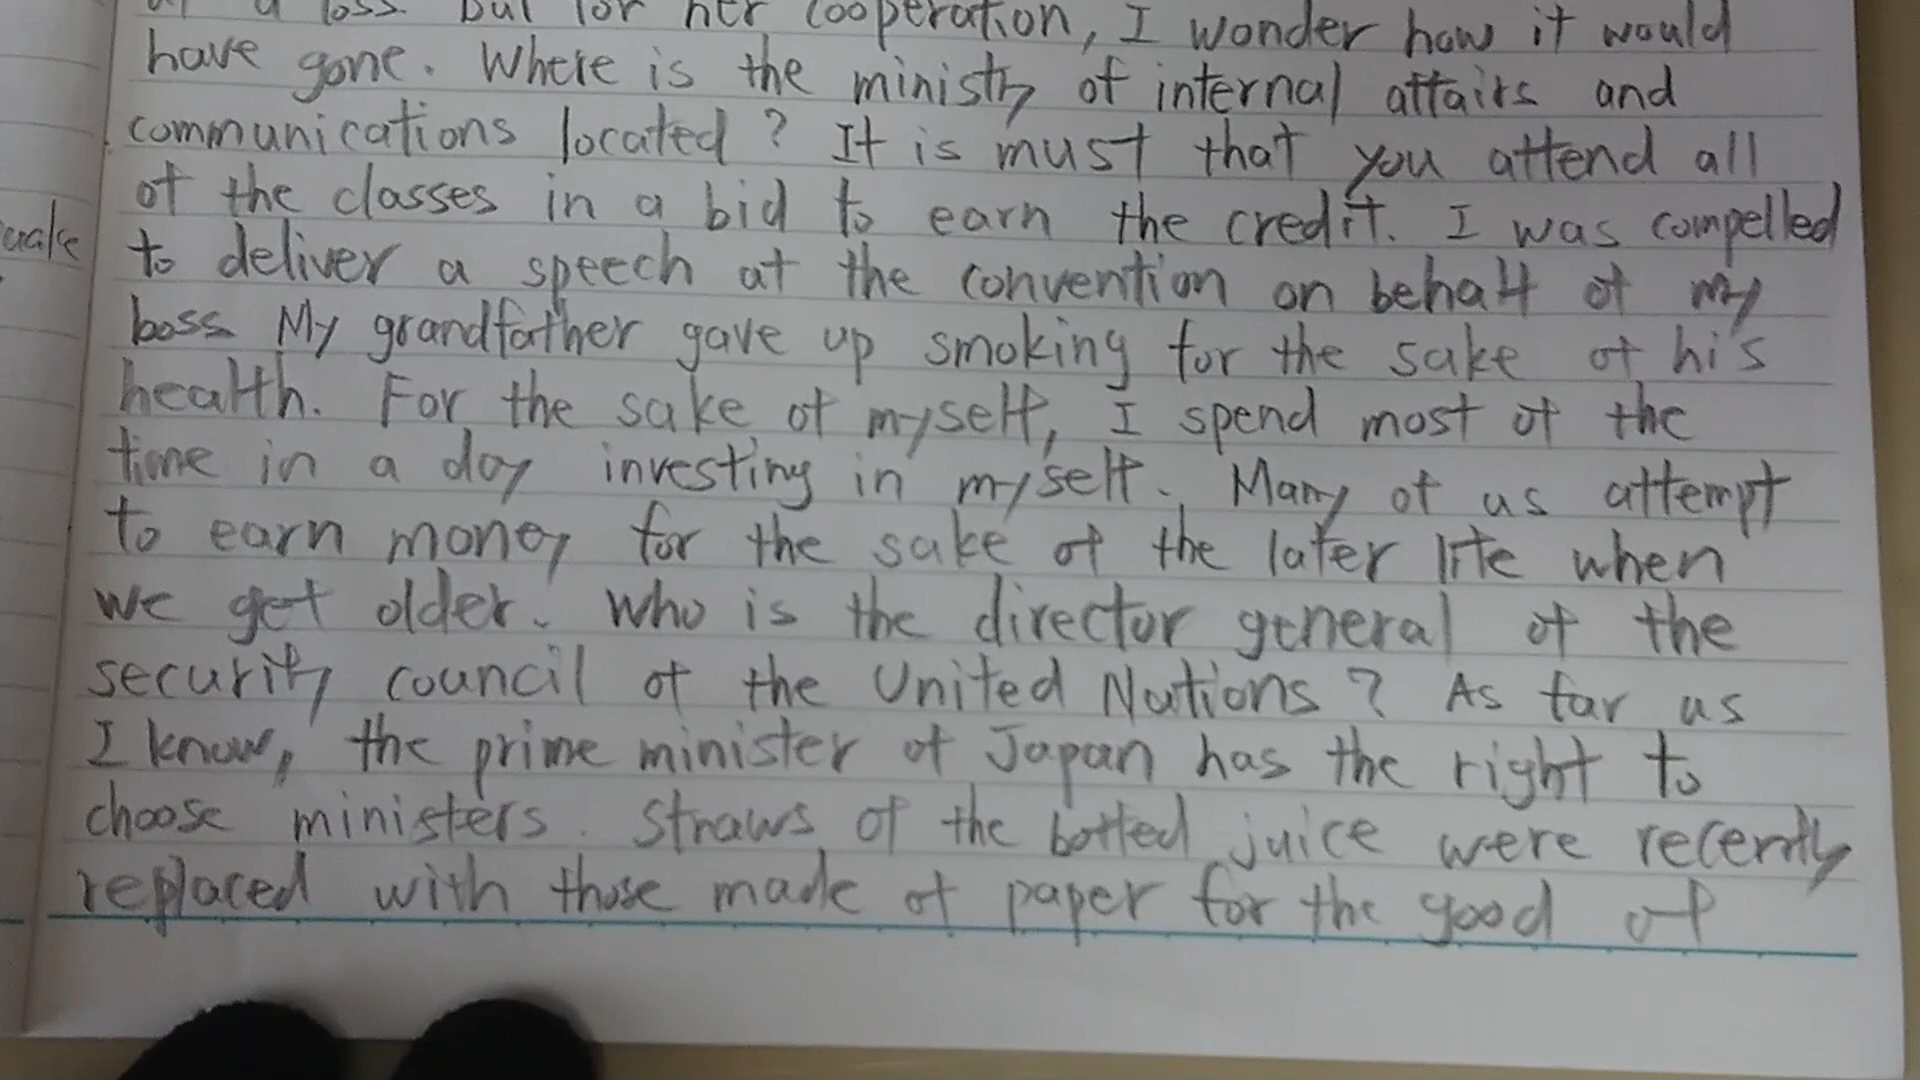 a loss. But for her cooperation, I wonder how it would
have gone. Where is the ministry of internal affairs and
communications located? It is must that you attend all
of the classes in a bid to earn the credit. I was compelled
to deliver a speech at the convention on behalf of my
boss My grandfather gave up smoking for the sake of his
health. For the sake of myself, I spend most of the
time in a day investing in myself. Many of us attempt
to earn money for the sake of the later life when
we get older. Who is the director general of the
security council of the United Nations? As far as
I know, the prime minister of Japan has the right to
choose ministers. Straws of the botted juice were recently
replaced with those made of paper for the good of